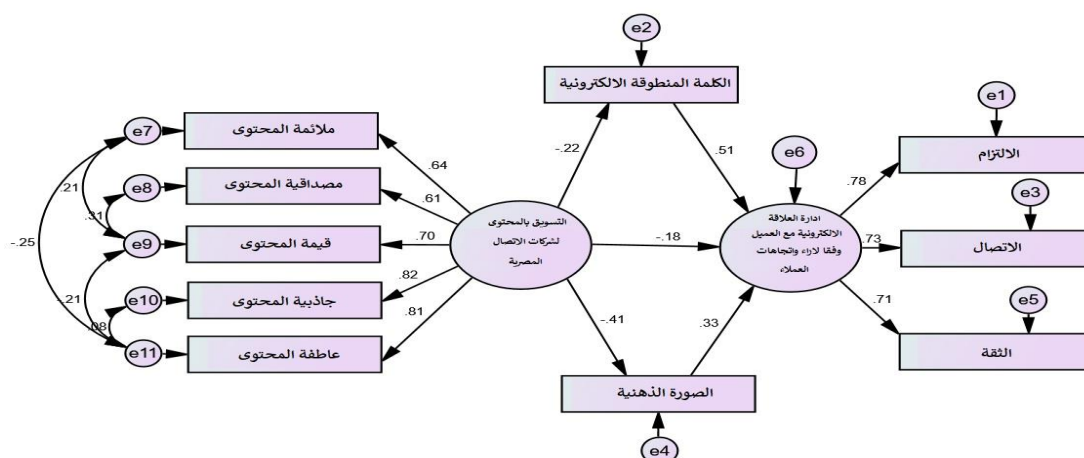 e2
الكلمة المنطوقة الالكترونية
e1
الالتزام
e7
ملائمة المحتوى
-.22
.51
e6
.64
.78
e8
مصداقية المحتوى
.21
.61
e3
الاتصال
.31
e9
قيمة المحتوى
.70
التسويق بالمحتوى
لشركات الاتصال
المصرية
-.18
ادارة العلاقة
الالكترونية مع العميل
وفقا لاراء واتجاهات
العملاء
.73
-.25
-.21
e10
جاذبية المحتوى
.82
.71
e5
الثقة
.08
.81
-.41
.33
e11
عاطفة المحتوى
الصورة الذهنية
e4